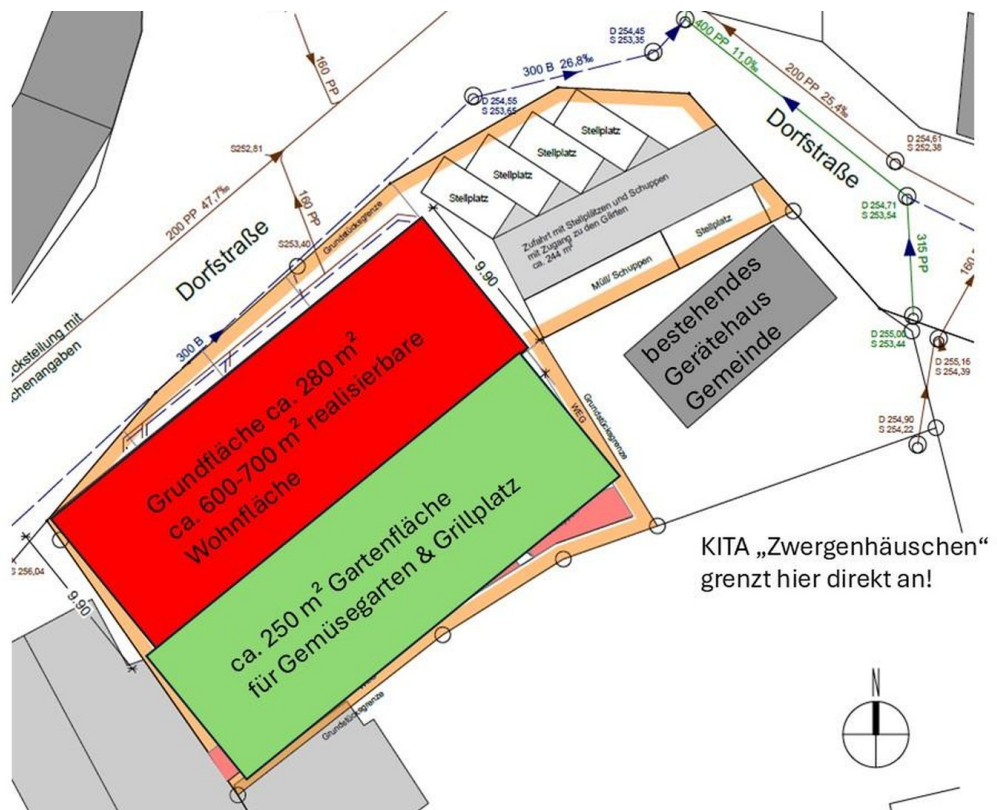 D 254,45
S 253,35
400 PP 11,0‰
160 PP
300 B 26,8‰
200 PP 25,4‰
D 254,55
S 253,65
Dorfstraße
Stellplatz
Stellplatz
Stellplatz
Stellplatz
D 254,61
S 252,38
S252,81
200 PP 47,7‰
160 PP
Grundstücksgrenze
D 254,71
S 253,54
Zufahrt mit Stellplätzen und Schuppen
mit Zugang zu den Gärten
ca. 244 m²
Stellplatz
Dorfstraße
S253,40
9.90
Müll/ Schuppen
315 PP
160
bestehendes
Gerätehaus
Gemeinde
ckstellung mit
chenangaben
300 B
S 253,44
D 255,16
S 254,39
Grundfläche ca. 280 m²
ca. 600-700 m² realisierbare
Wohnfläche
WEG
Grundstücksgrenze
D 254,90
S 254,22
ca. 250 m² Gartenfläche
für Gemüsegarten & Grillplatz
KITA „Zwergenhäuschen“
grenzt hier direkt an!
S 256,04
9.90
Grundstücksgrenze
N